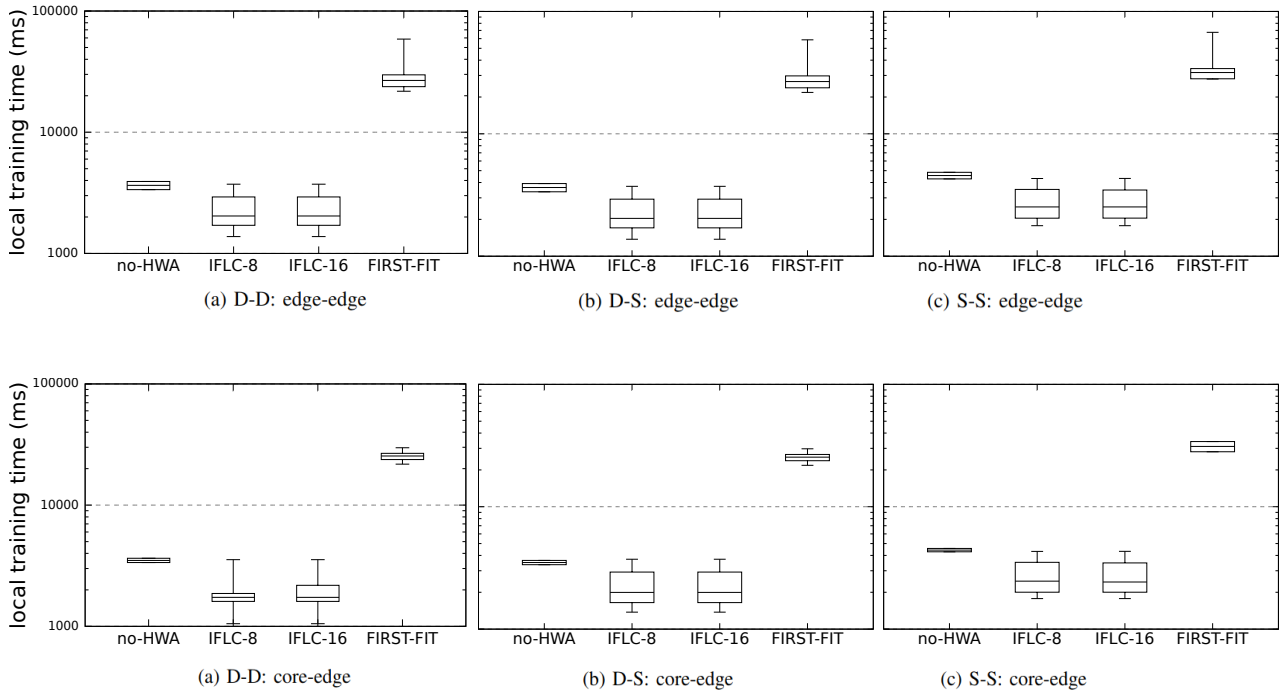 local training time (ms)
100000
10000
1000
no-HWA IFLC-8 IFLC-16 FIRST-FIT
no-HWA IFLC-8 IFLC-16 FIRST-FIT
no-HWA IFLC-8 IFLC-16 FIRST-FIT
(a) D-D: edge-edge
(b) D-S: edge-edge
(c) S-S: edge-edge
local training time (ms)
100000
10000
1000
no-HWA IFLC-8 IFLC-16 FIRST-FIT
no-HWA IFLC-8 IFLC-16 FIRST-FIT
no-HWA IFLC-8 IFLC-16 FIRST-FIT
(a) D-D: core-edge
(b) D-S: core-edge
(c) S-S: core-edge